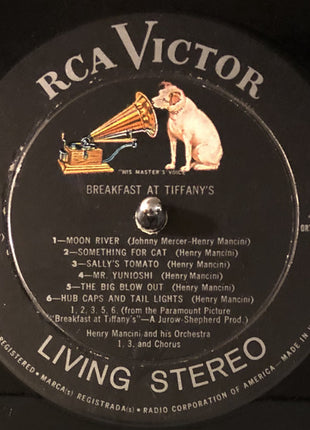 RCA VICTOR
"HIS MASTER'S VOICE"
BREAKFAST AT TIFFANY'S
1—MOON RIVER (Johnny Mercer-Henry Mancini)
2—SOMETHING FOR CAT (Henry Mancini)
3—SALLY'S TOMATO (Henry Mancini)
4—MR. YUNIOSHI (Henry Mancini)
5—THE BIG BLOW OUT (Henry Mancini)
6—HUB CAPS AND TAIL LIGHTS (Henry Mancini)
1, 2, 3, 5, 6. (from the Paramount Picture
"Breakfast at Tiffany's"—A Jurow-Shepherd Prod.)
Henry Mancini and his Orchestra
1, 3, and Chorus
LIVING STEREO
REGISTERED • MARCA(s) REGISTRADA(s) • RADIO CORPORATION OF AMERICA • MADE IN